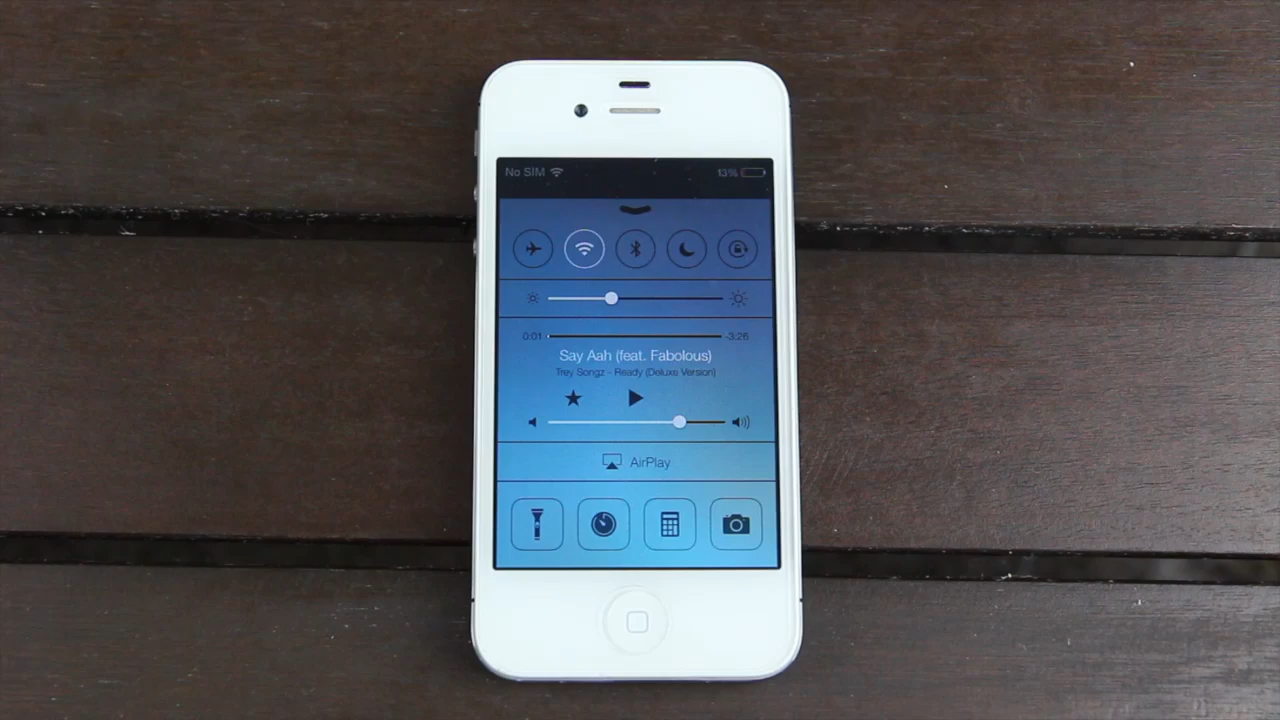 No SIM 13%
0:01 -3:26
Say Aah (feat. Fabolous)
Trey Songz - Ready (Deluxe Version)
AirPlay